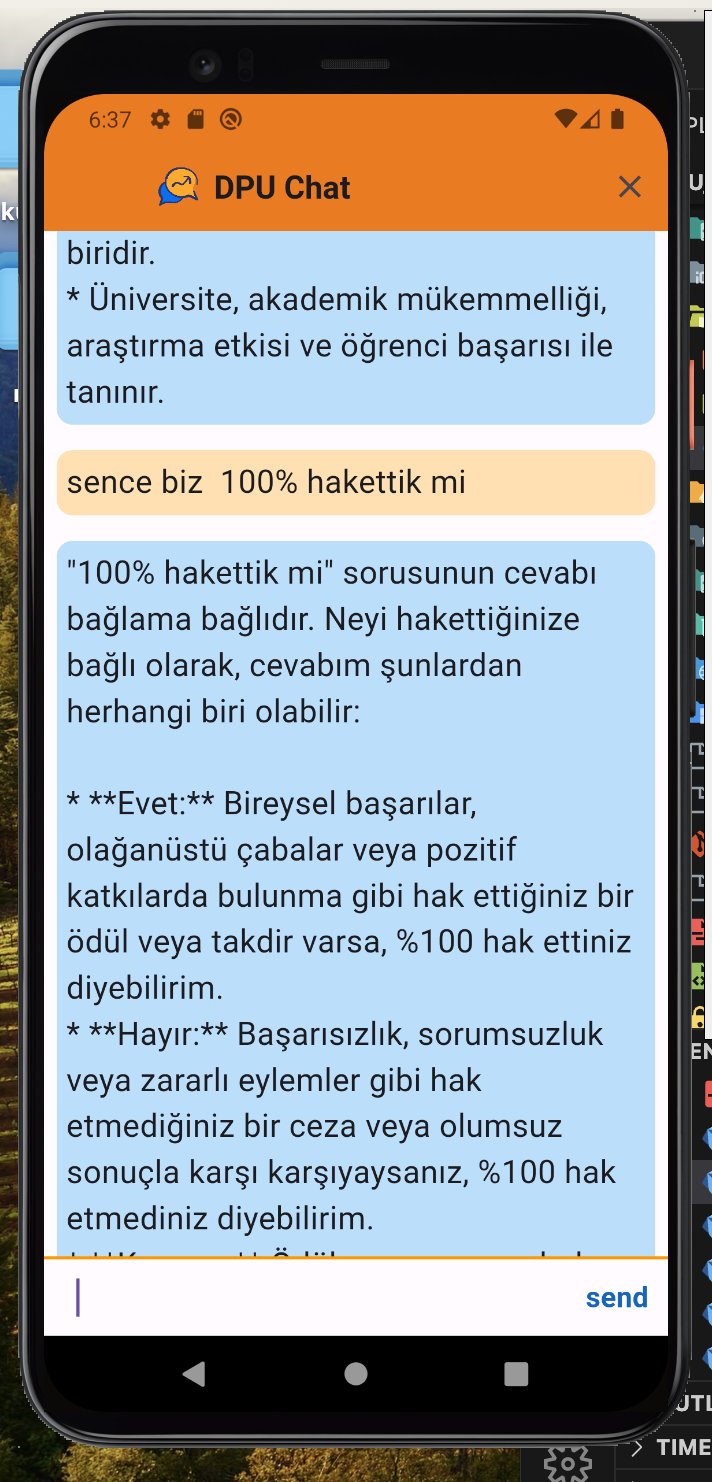 6:37
DPU Chat
biridir.
* Üniversite, akademik mükemmelliği,
araştırma etkisi ve öğrenci başarısı ile
tanınır.
sence biz  100% hakettik mi
"100% hakettik mi" sorusunun cevabı
bağlama bağlıdır. Neyi hakettiğinize
bağlı olarak, cevabım şunlardan
herhangi biri olabilir:
* **Evet:** Bireysel başarılar,
olağanüstü çabalar veya pozitif
katkılarda bulunma gibi hak ettiğiniz bir
ödül veya takdir varsa, %100 hak ettiniz
diyebilirim.
* **Hayır:** Başarısızlık, sorumsuzluk
veya zararlı eylemler gibi hak
etmediğiniz bir ceza veya olumsuz
sonuçla karşı karşıyaysanız, %100 hak
etmediniz diyebilirim.
send
TIME